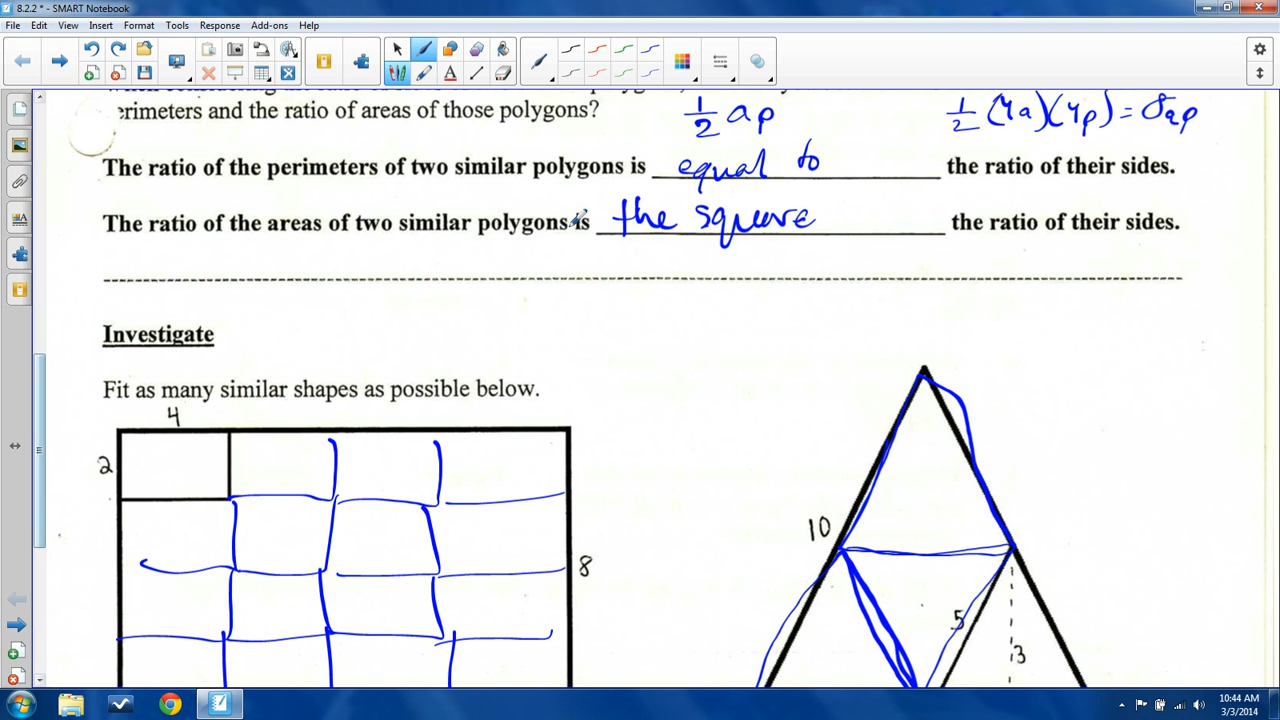 8.2.2 * - SMART Notebook
File Edit View Insert Format Tools Response Add-ons Help
erimeters and the ratio of areas of those polygons?
1/2 ap
1/2 (4a)(4p) = 8ap
The ratio of the perimeters of two similar polygons is equal to the ratio of their sides.
The ratio of the areas of two similar polygons is the square the ratio of their sides.
Investigate
Fit as many similar shapes as possible below.
4
2
8
10
5
3
10:44 AM
3/3/2014